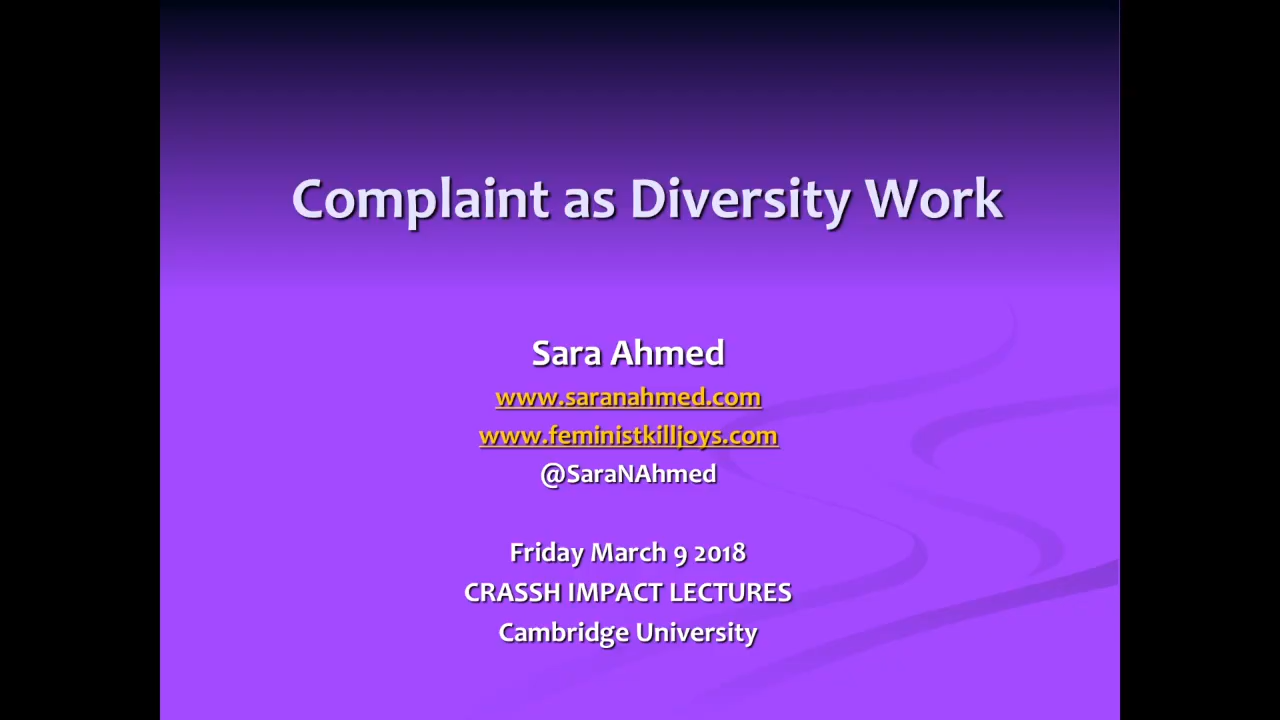 Complaint as Diversity Work
Sara Ahmed
www.saranahmed.com
www.feministkilljoys.com
@SaraNAhmed
Friday March 9 2018
CRASSH IMPACT LECTURES
Cambridge University